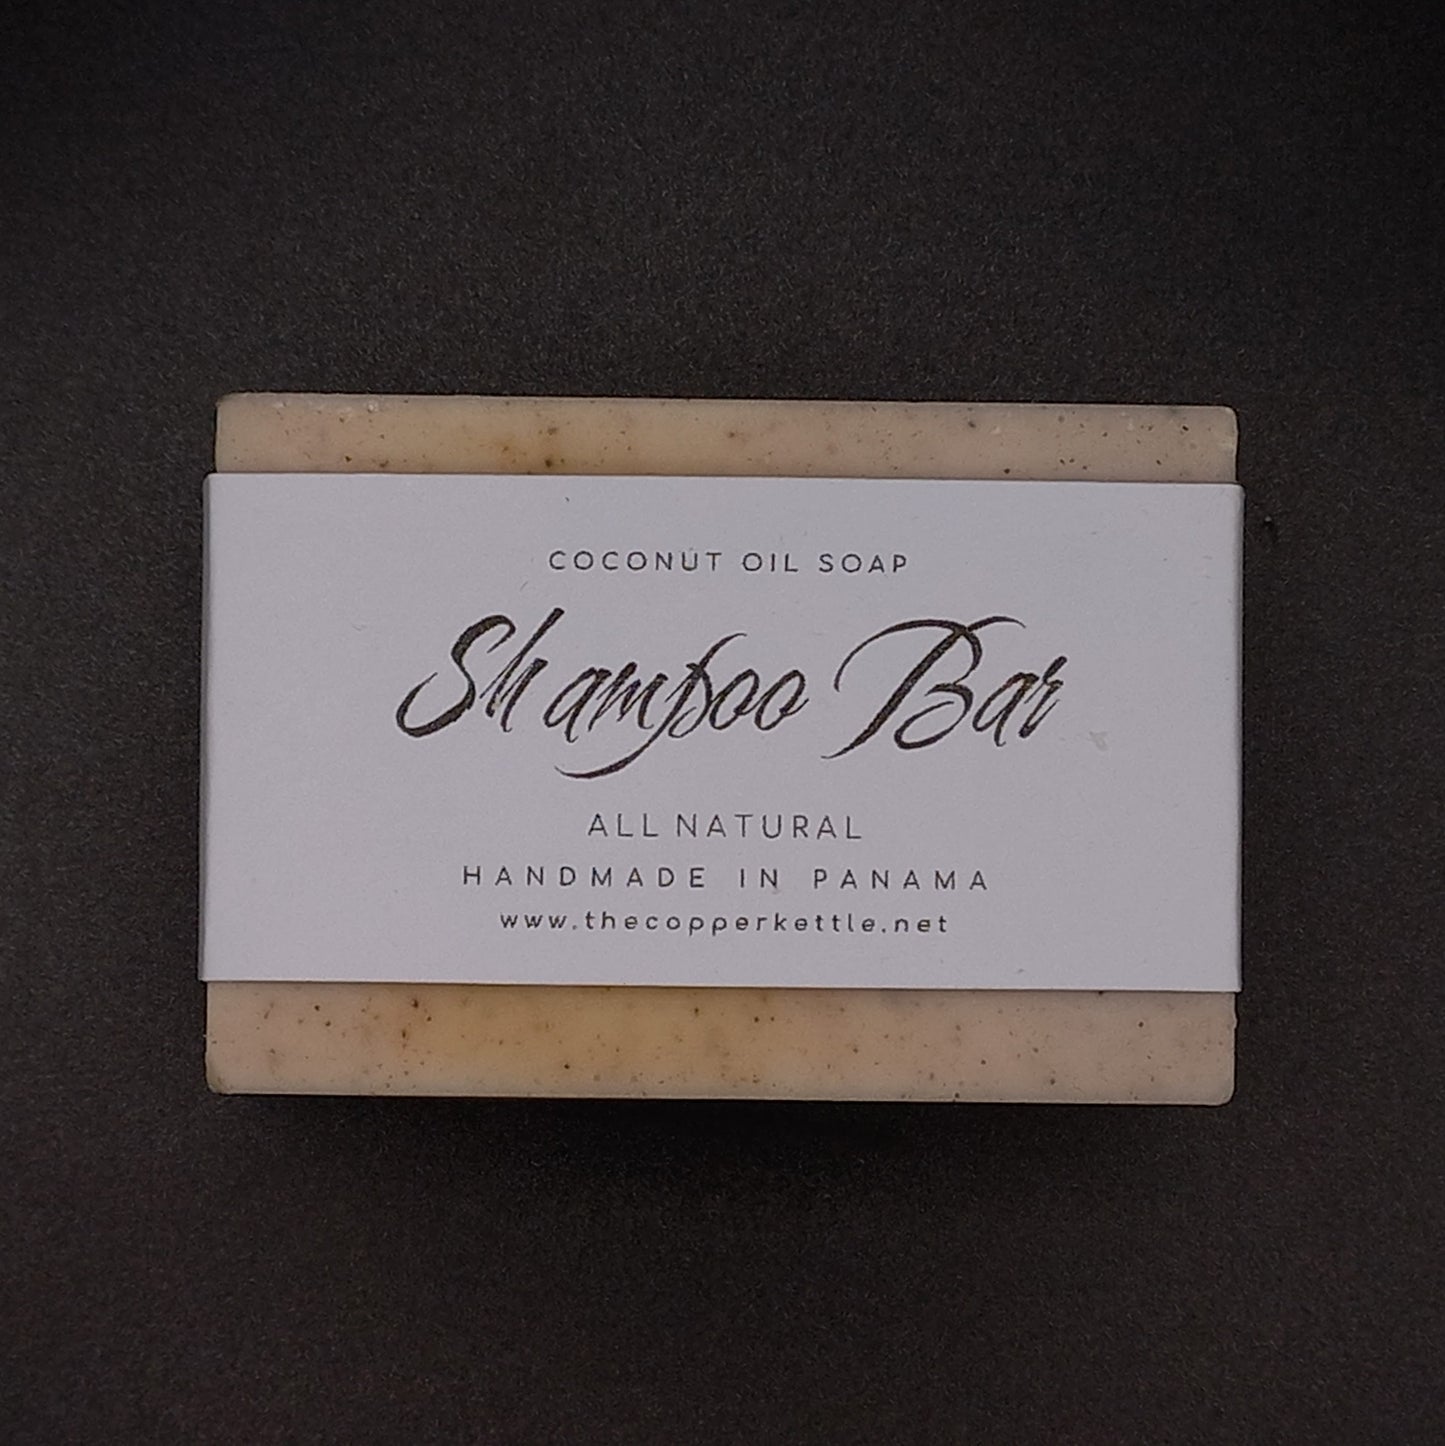 COCONUT OIL SOAP
Shampoo Bar
ALL NATURAL
HANDMADE IN PANAMA
www.thecopperkettle.net